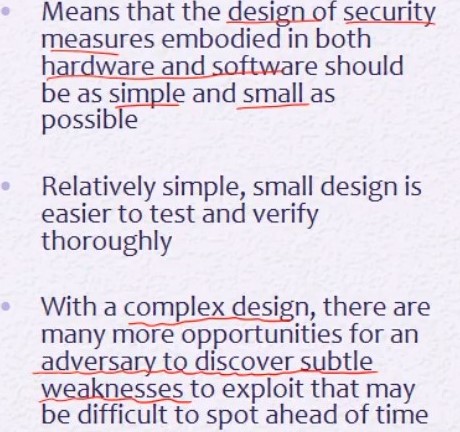 • Means that the design of security
measures embodied in both
hardware and software should
be as simple and small as
possible
• Relatively simple, small design is
easier to test and verify
thoroughly
• With a complex design, there are
many more opportunities for an
adversary to discover subtle
weaknesses to exploit that may
be difficult to spot ahead of time